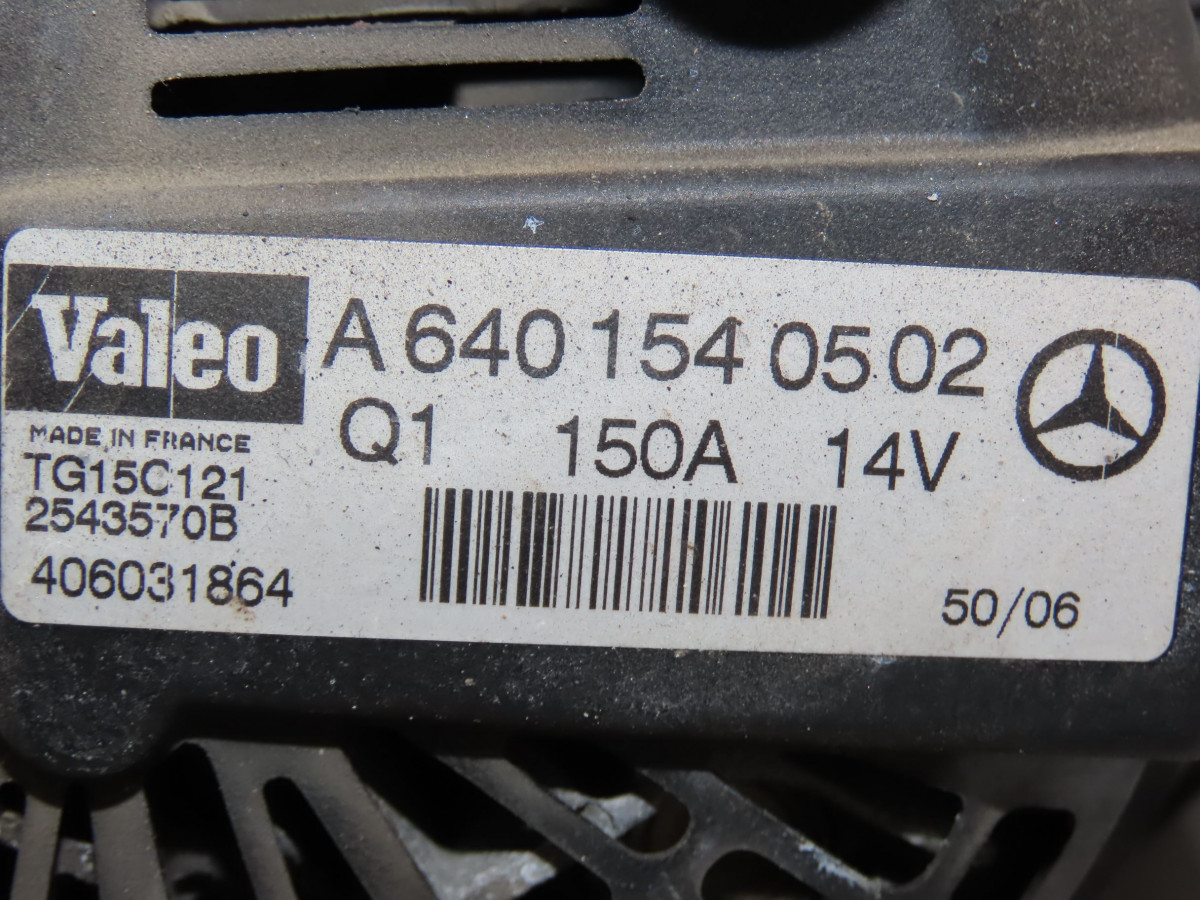 Valeo
A 640 154 05 02
Q1 150A 14V
MADE IN FRANCE
TG15C121
2543570B
406031864
50/06